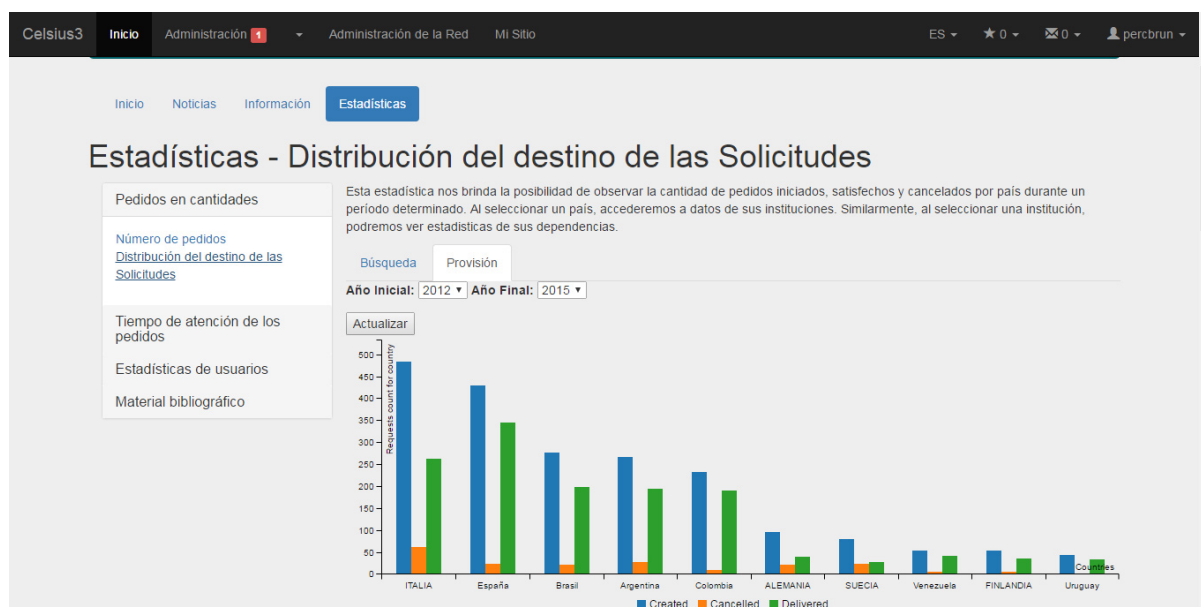 Celsius3 Inicio Administración 1 Administración de la Red Mi Sitio ES 0 0 percbrun
Inicio Noticias Información Estadísticas
Estadísticas - Distribución del destino de las Solicitudes
Pedidos en cantidades
Número de pedidos
Distribución del destino de las
Solicitudes
Tiempo de atención de los
pedidos
Estadísticas de usuarios
Material bibliográfico
Esta estadística nos brinda la posibilidad de observar la cantidad de pedidos iniciados, satisfechos y cancelados por país durante un
período determinado. Al seleccionar un país, accederemos a datos de sus instituciones. Similarmente, al seleccionar una institución,
podremos ver estadisticas de sus dependencias.
Búsqueda Provisión
Año Inicial: 2012 Año Final: 2015
Actualizar
Requests count for country
500
450
400
350
300
250
200
150
100
50
0
Countries
ITALIA España Brasil Argentina Colombia ALEMANIA SUECIA Venezuela FINLANDIA Uruguay
Created Cancelled Delivered